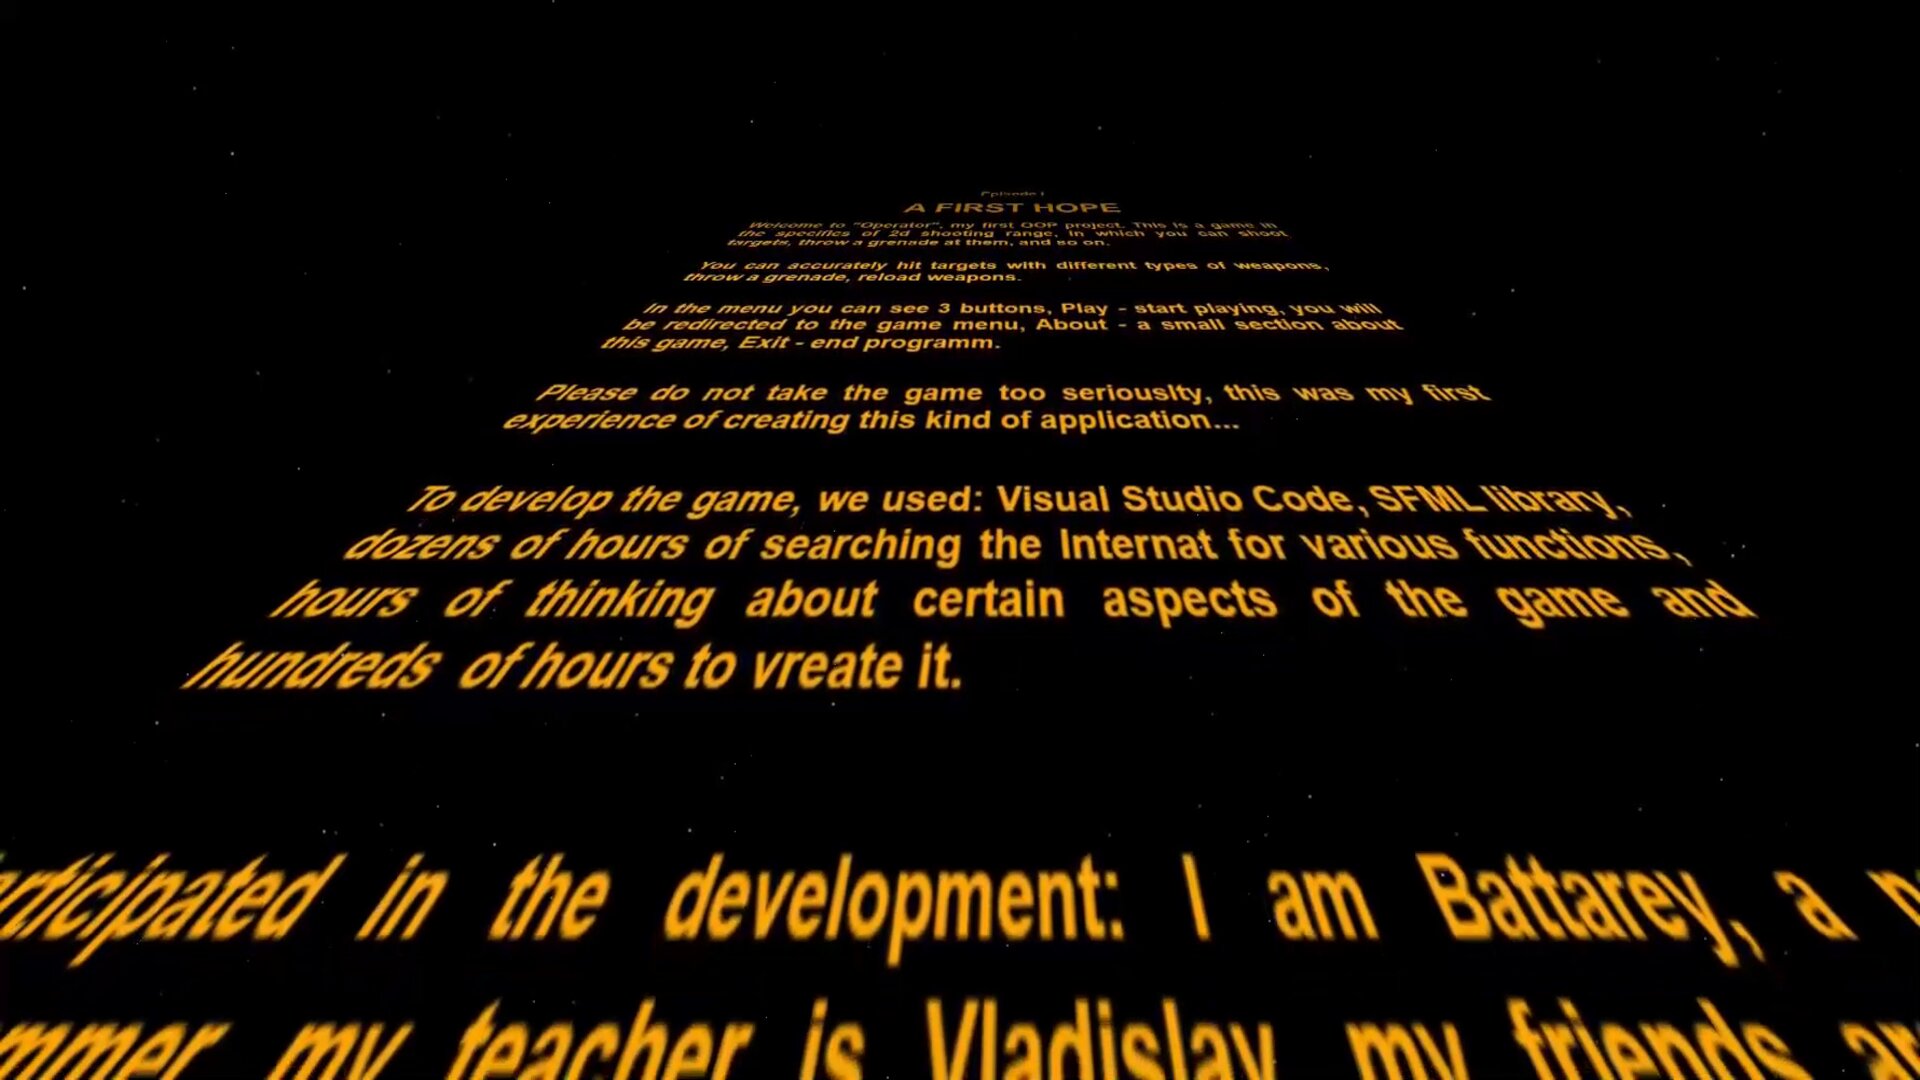 Episode I
A FIRST HOPE
Welcome to "Operator", my first OOP project. This is a game in
the specifics of 2d shooting range, in which you can shoot
targets, throw a grenade at them, and so on.
You can accurately hit targets with different types of weapons,
throw a grenade, reload weapons.
In the menu you can see 3 buttons, Play - start playing, you will
be redirected to the game menu, About - a small section about
this game, Exit - end programm.
Please do not take the game too seriouslty, this was my first
experience of creating this kind of application...
To develop the game, we used: Visual Studio Code, SFML library,
dozens of hours of searching the Internat for various functions,
hours of thinking about certain aspects of the game and
hundreds of hours to vreate it.
articipated in the development: I am Battarey, a
mmer my teacher is Vladislav my friends